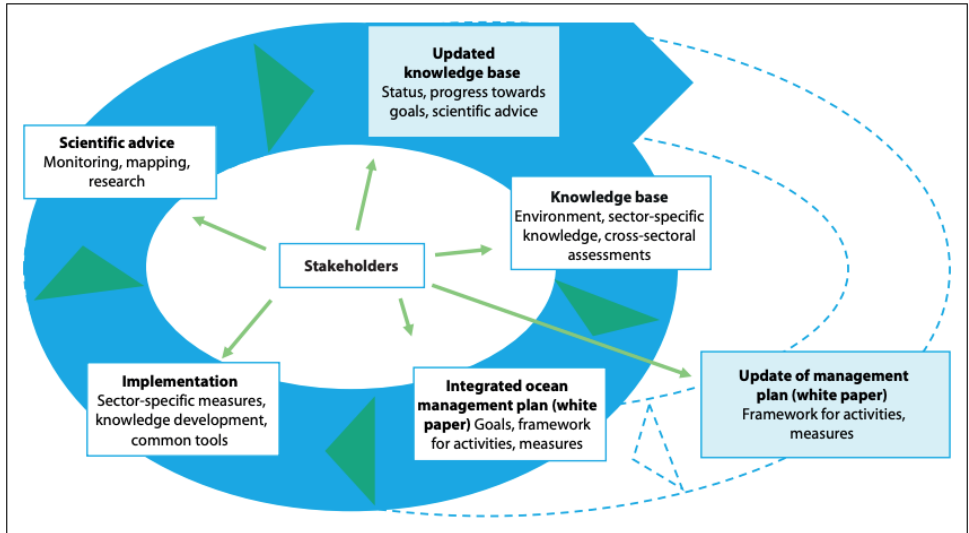 Updated
knowledge base
Status, progress towards
goals, scientific advice
Scientific advice
Monitoring, mapping,
research
Knowledge base
Environment, sector-specific
knowledge, cross-sectoral
assessments
Stakeholders
Implementation
Sector-specific measures,
knowledge development,
common tools
Integrated ocean
management plan (white
paper) Goals, framework
for activities, measures
Update of management
plan (white paper)
Framework for activities,
measures